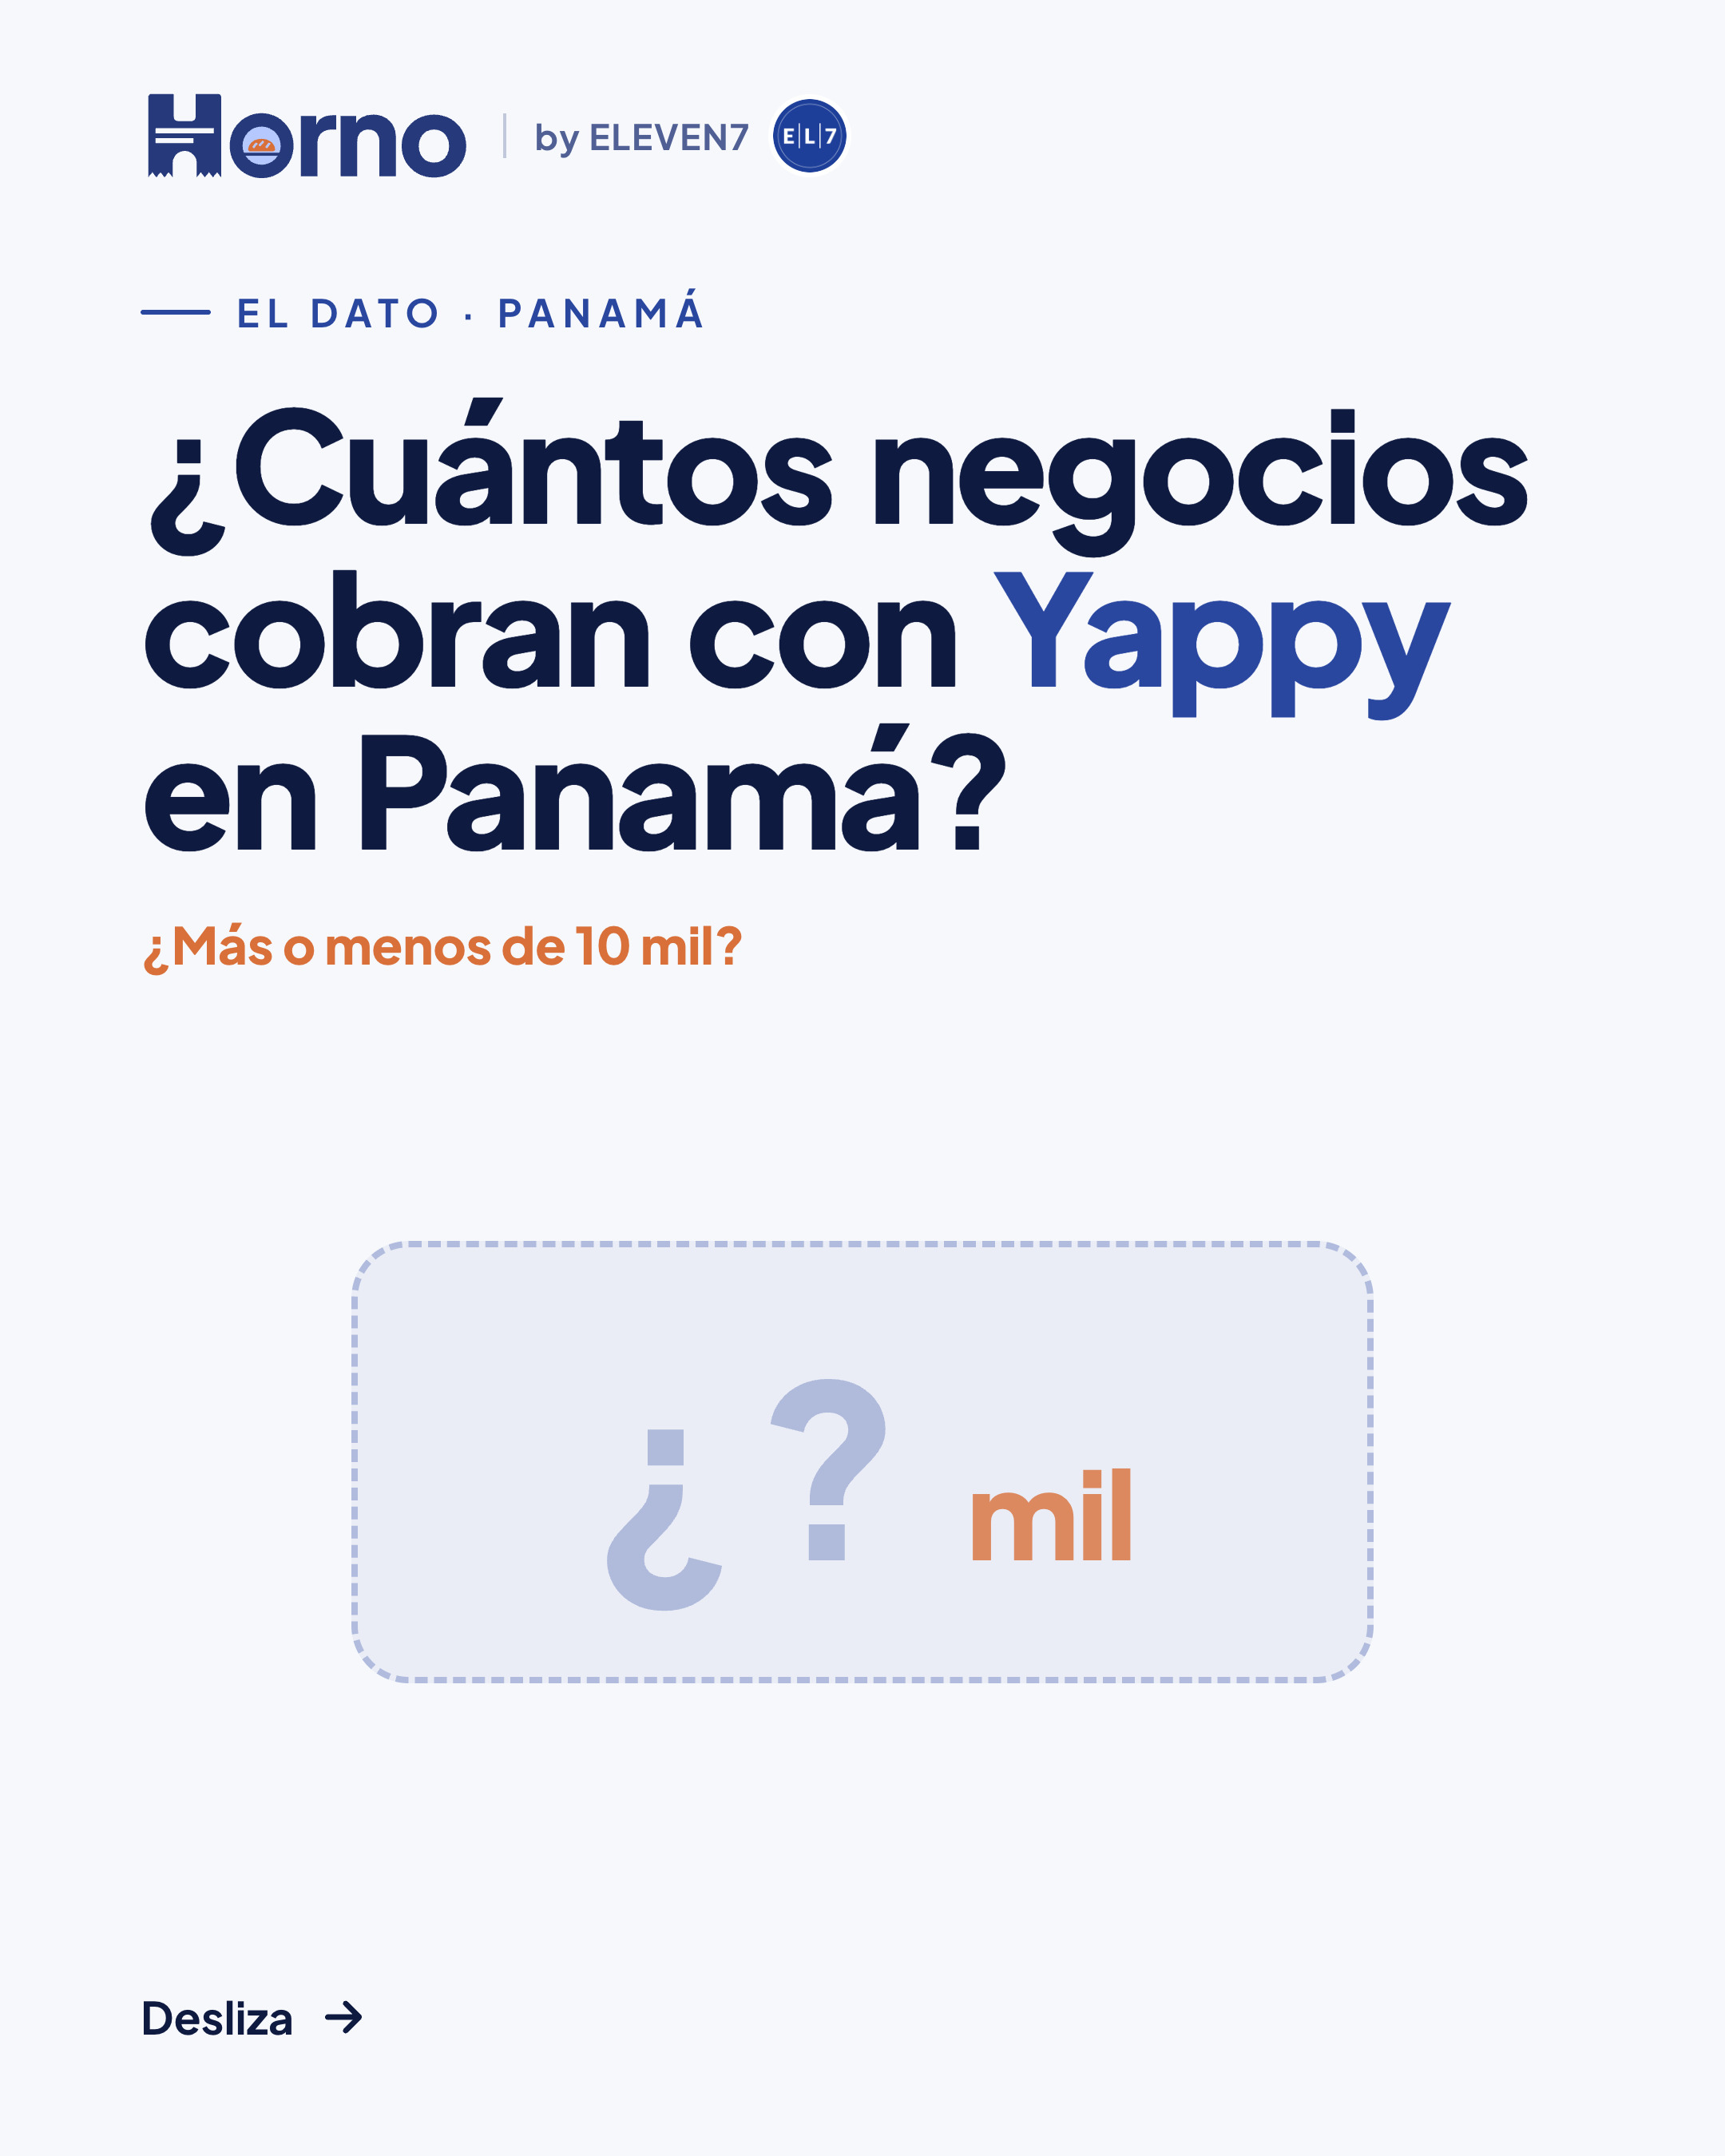 Horno by ELEVEN7 E|L|7
EL DATO · PANAMÁ
¿Cuántos negocios
cobran con Yappy
en Panamá?
¿Más o menos de 10 mil?
¿? mil
Desliza →